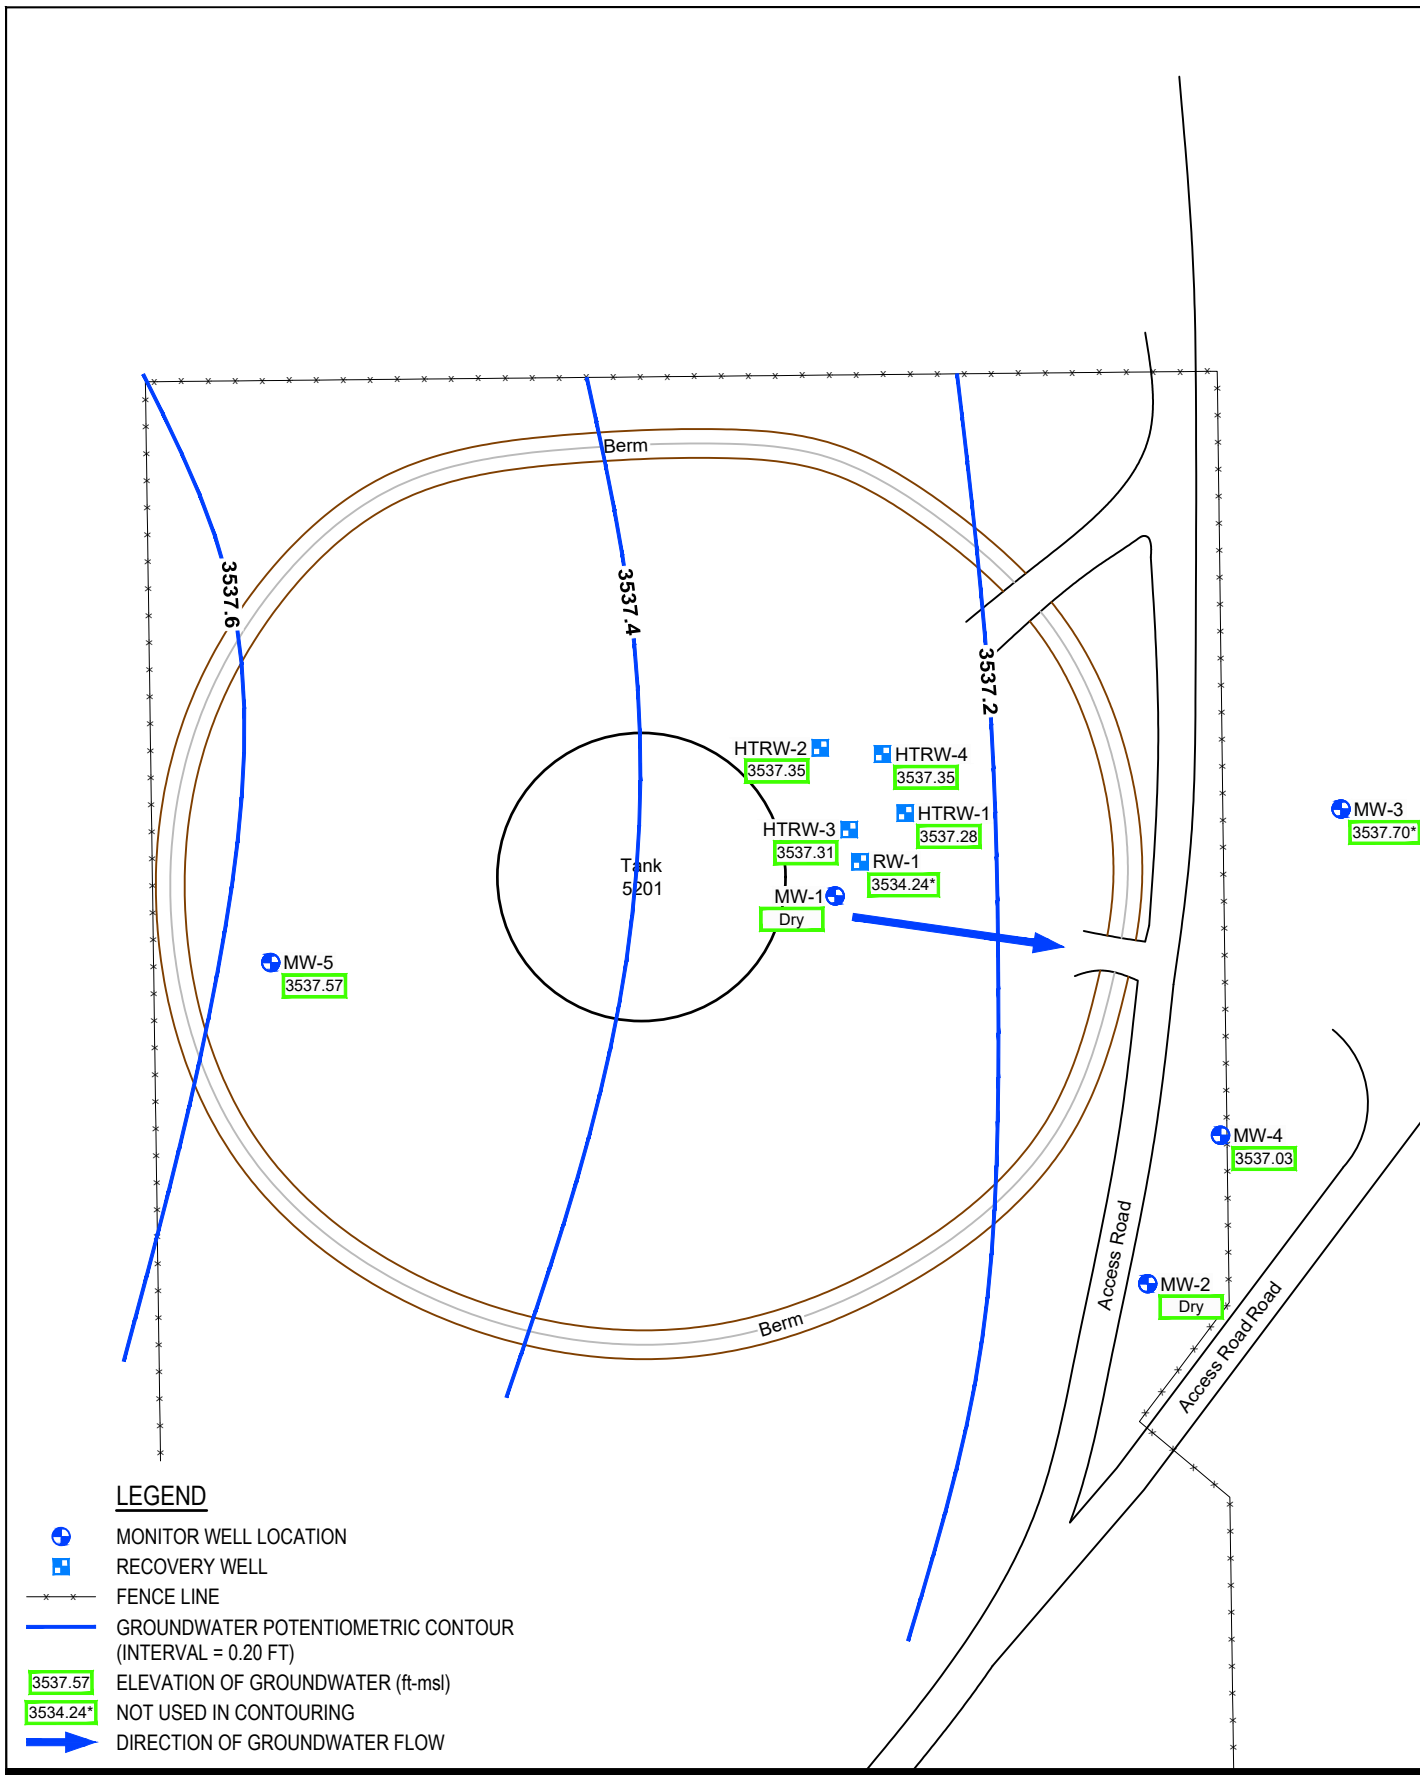 Berm
3537.6
3537.4
3537.2
HTRW-2
3537.35
HTRW-4
3537.35
HTRW-1
3537.28
HTRW-3
3537.31
RW-1
3534.24*
MW-1
Dry
Tank
5201
MW-3
3537.70*
MW-5
3537.57
MW-4
3537.03
MW-2
Dry
Access Road
Access Road Road
Berm
LEGEND
MONITOR WELL LOCATION
RECOVERY WELL
FENCE LINE
GROUNDWATER POTENTIOMETRIC CONTOUR
(INTERVAL = 0.20 FT)
3537.57 ELEVATION OF GROUNDWATER (ft-msl)
3534.24* NOT USED IN CONTOURING
DIRECTION OF GROUNDWATER FLOW